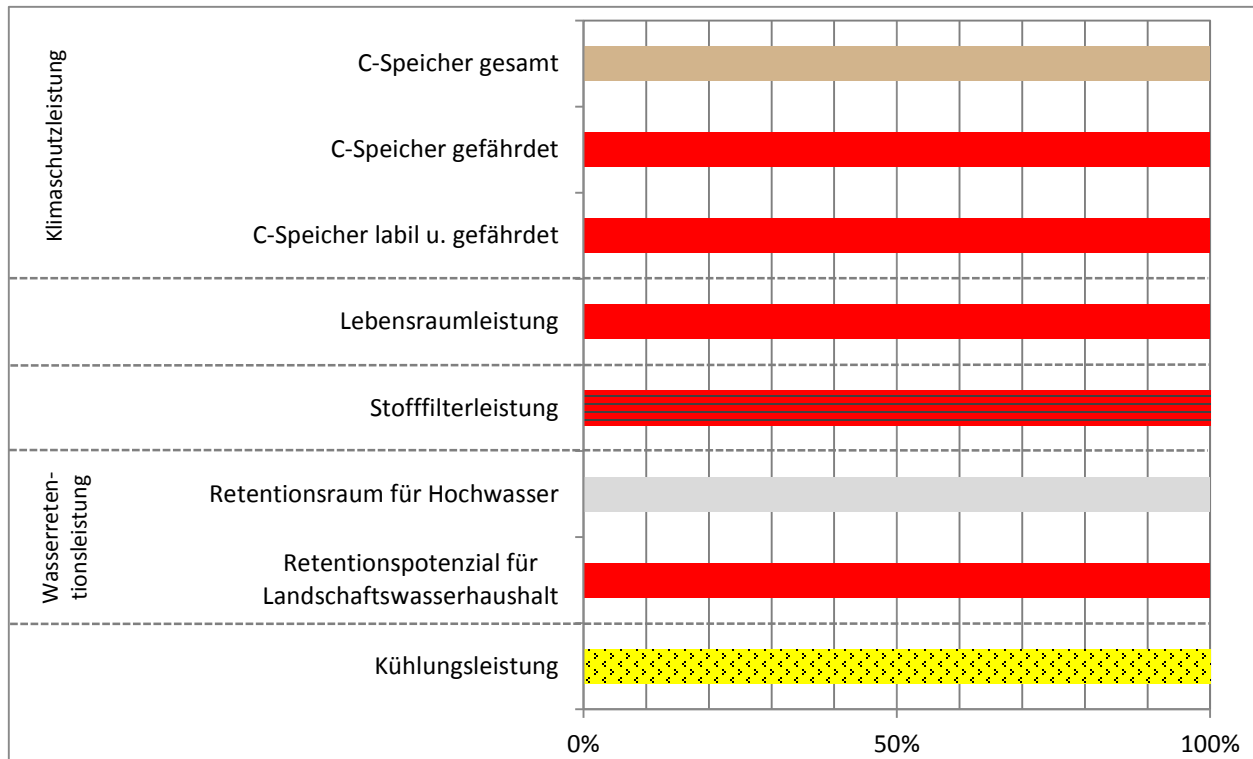 Klimaschutzleistung
C-Speicher gesamt
C-Speicher gefährdet
C-Speicher labil u. gefährdet
Lebensraumleistung
Stofffilterleistung
Wasserreten-
tionsleistung
Retentionsraum für Hochwasser
Retentionspotenzial für
Landschaftswasserhaushalt
Kühlungsleistung
0%
50%
100%